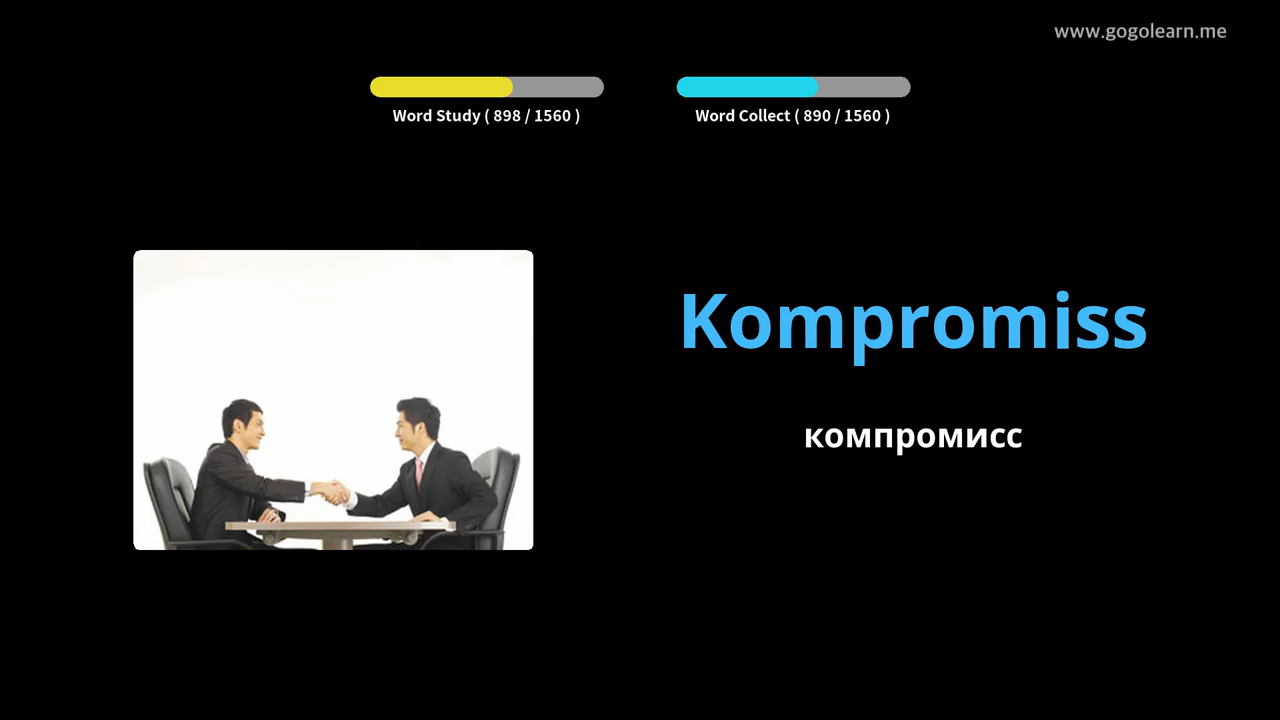 www.gogolearn.me
Word Study ( 898 / 1560 )
Word Collect ( 890 / 1560 )
Kompromiss
компромисс